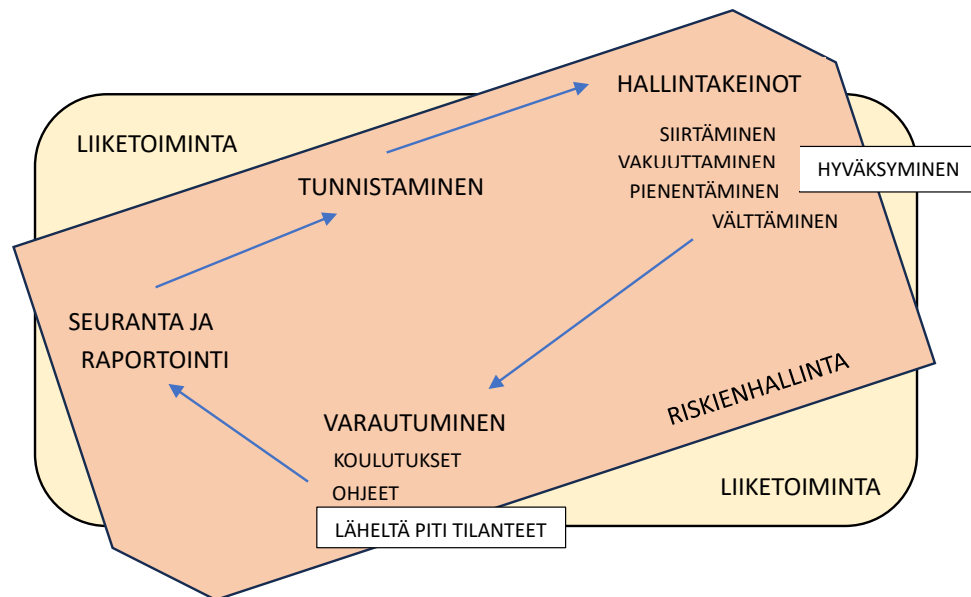 HALLINTAKEINOT
LIIKETOIMINTA
SIIRTÄMINEN
VAKUUTTAMINEN
HYVÄKSYMINEN
TUNNISTAMINEN
PIENENTÄMINEN
VÄLTTÄMINEN
SEURANTA JA
RAPORTOINTI
RISKIENHALLINTA
VARAUTUMINEN
KOULUTUKSET
OHJEET
LIIKETOIMINTA
LÄHELTÄ PITI TILANTEET